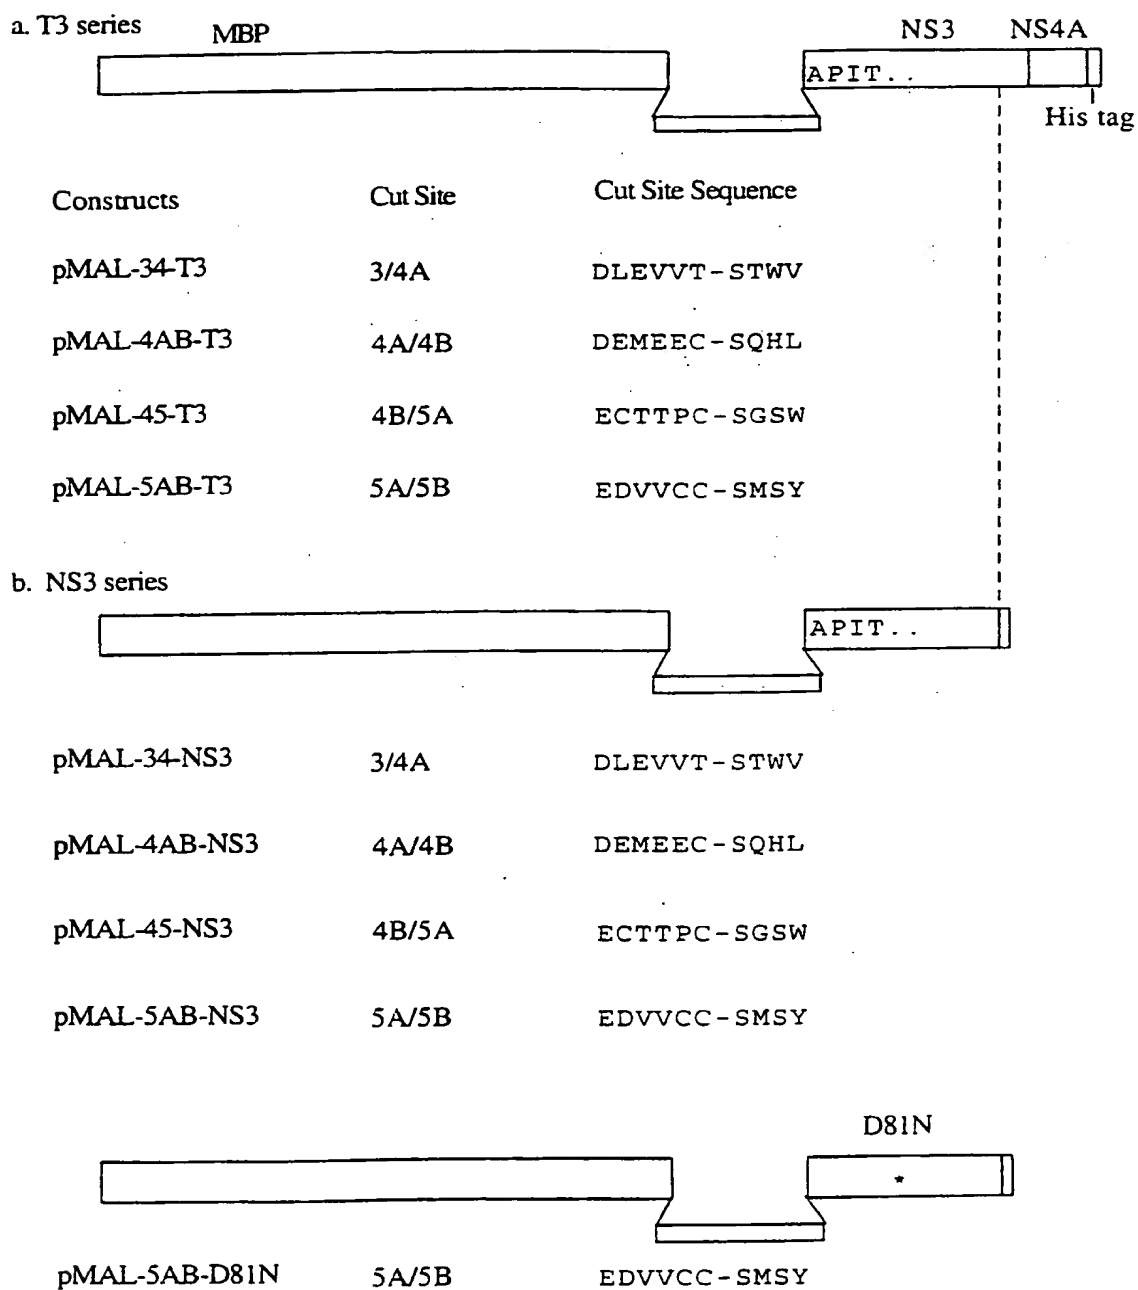 a. T3 series
MBP
NS3 NS4A
APIT..
His tag
Constructs Cut Site Cut Site Sequence
pMAL-34-T3 3/4A DLEVVT-STWV
pMAL-4AB-T3 4A/4B DEMEEC-SQHL
pMAL-45-T3 4B/5A ECTTPC-SGSW
pMAL-5AB-T3 5A/5B EDVVCC-SMSY
b. NS3 series
APIT..
pMAL-34-NS3 3/4A DLEVVT-STWV
pMAL-4AB-NS3 4A/4B DEMEEC-SQHL
pMAL-45-NS3 4B/5A ECTTPC-SGSW
pMAL-5AB-NS3 5A/5B EDVVCC-SMSY
D81N
*
pMAL-5AB-D81N 5A/5B EDVVCC-SMSY